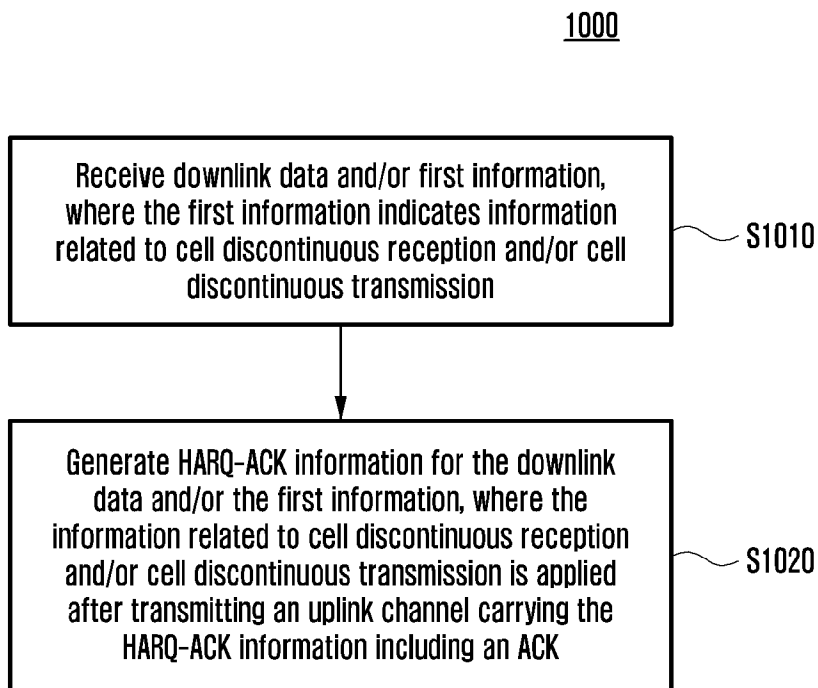 1000
Receive downlink data and/or first information,
where the first information indicates information
related to cell discontinuous reception and/or cell
discontinuous transmission
S1010
Generate HARQ-ACK information for the downlink
data and/or the first information, where the
information related to cell discontinuous reception
and/or cell discontinuous transmission is applied
after transmitting an uplink channel carrying the
HARQ-ACK information including an ACK
S1020